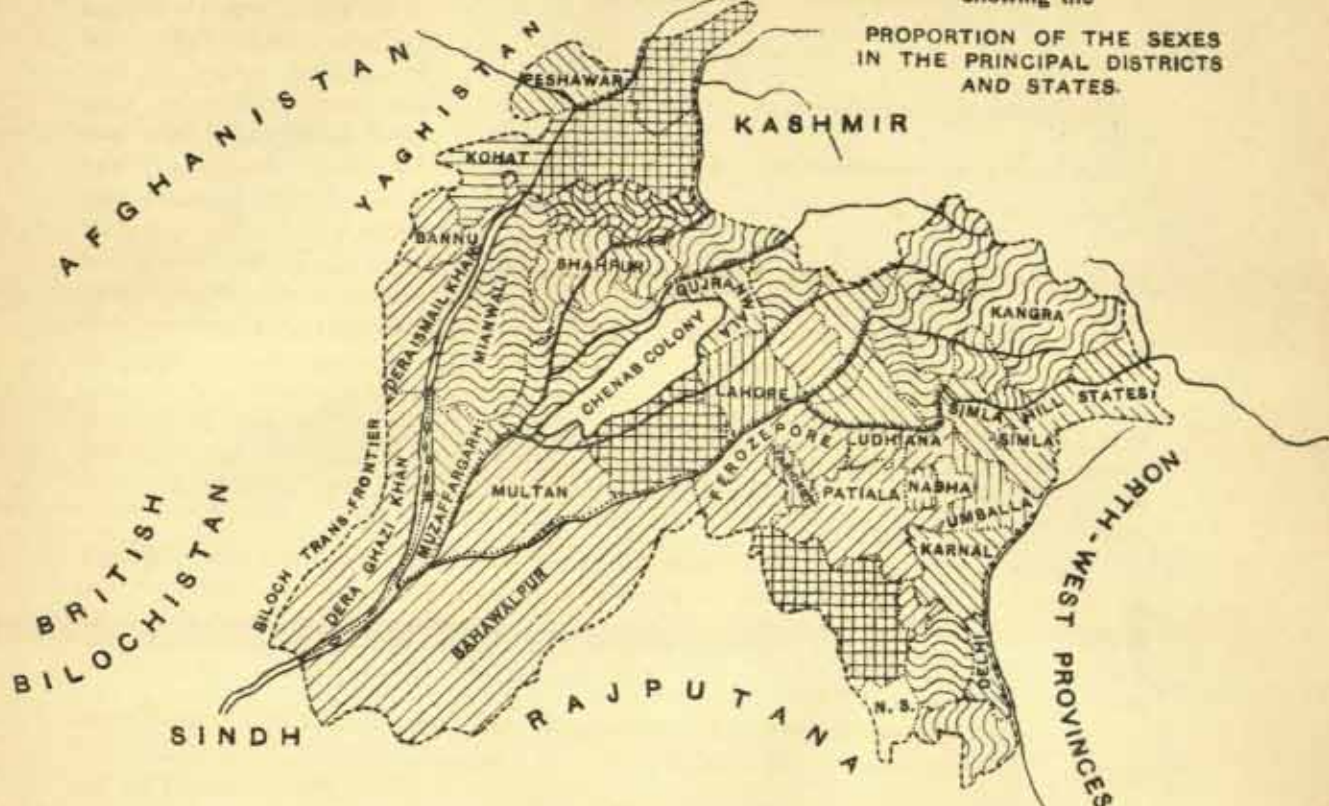 showing the
PROPORTION OF THE SEXES
IN THE PRINCIPAL DISTRICTS
AND STATES.
AFGHANISTAN
YAGHISTAN
PESHAWAR
KASHMIR
KOHAT
BANNU
SHAHPUR
DERA ISMAIL KHAN
MIANWALI
GUJRANWALA
CHENAB COLONY
KANGRA
LAHORE
SIMLA HILL STATES
SIMLA
FEROZEPORE
LUDHIANA
MUZAFFARGARH
MULTAN
PATIALA
NABHA
UMBALLA
KARNAL
BILOCH TRANS-FRONTIER
DERA GHAZI KHAN
BAHAWALPUR
DELHI
N. S.
BRITISH
BILOCHISTAN
SINDH
RAJPUTANA
NORTH-WEST PROVINCES